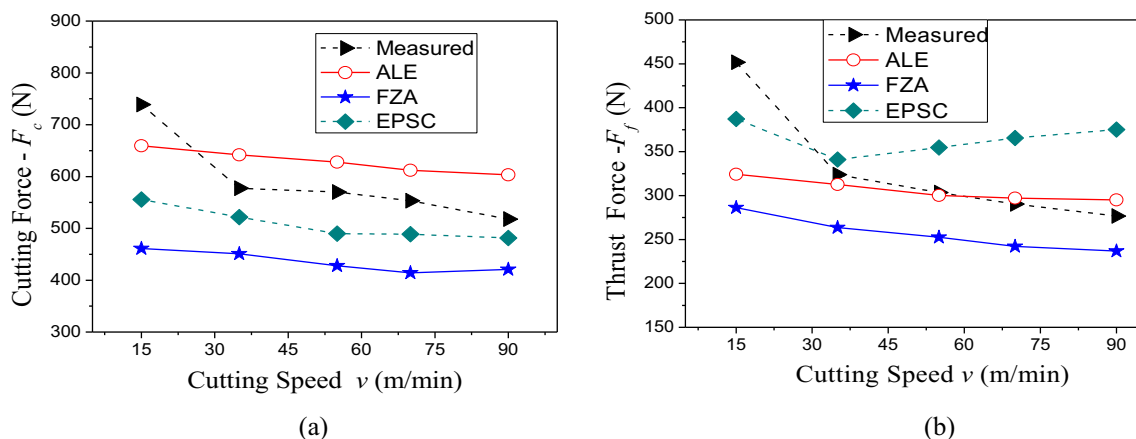 900
800
700
600
500
400
300
Cutting Force - F_c (N)
Measured
ALE
FZA
EPSC
15 30 45 60 75 90
Cutting Speed v (m/min)
(a)
500
450
400
350
300
250
200
150
Thrust Force -F_f (N)
Measured
ALE
FZA
EPSC
15 30 45 60 75 90
Cutting Speed v (m/min)
(b)